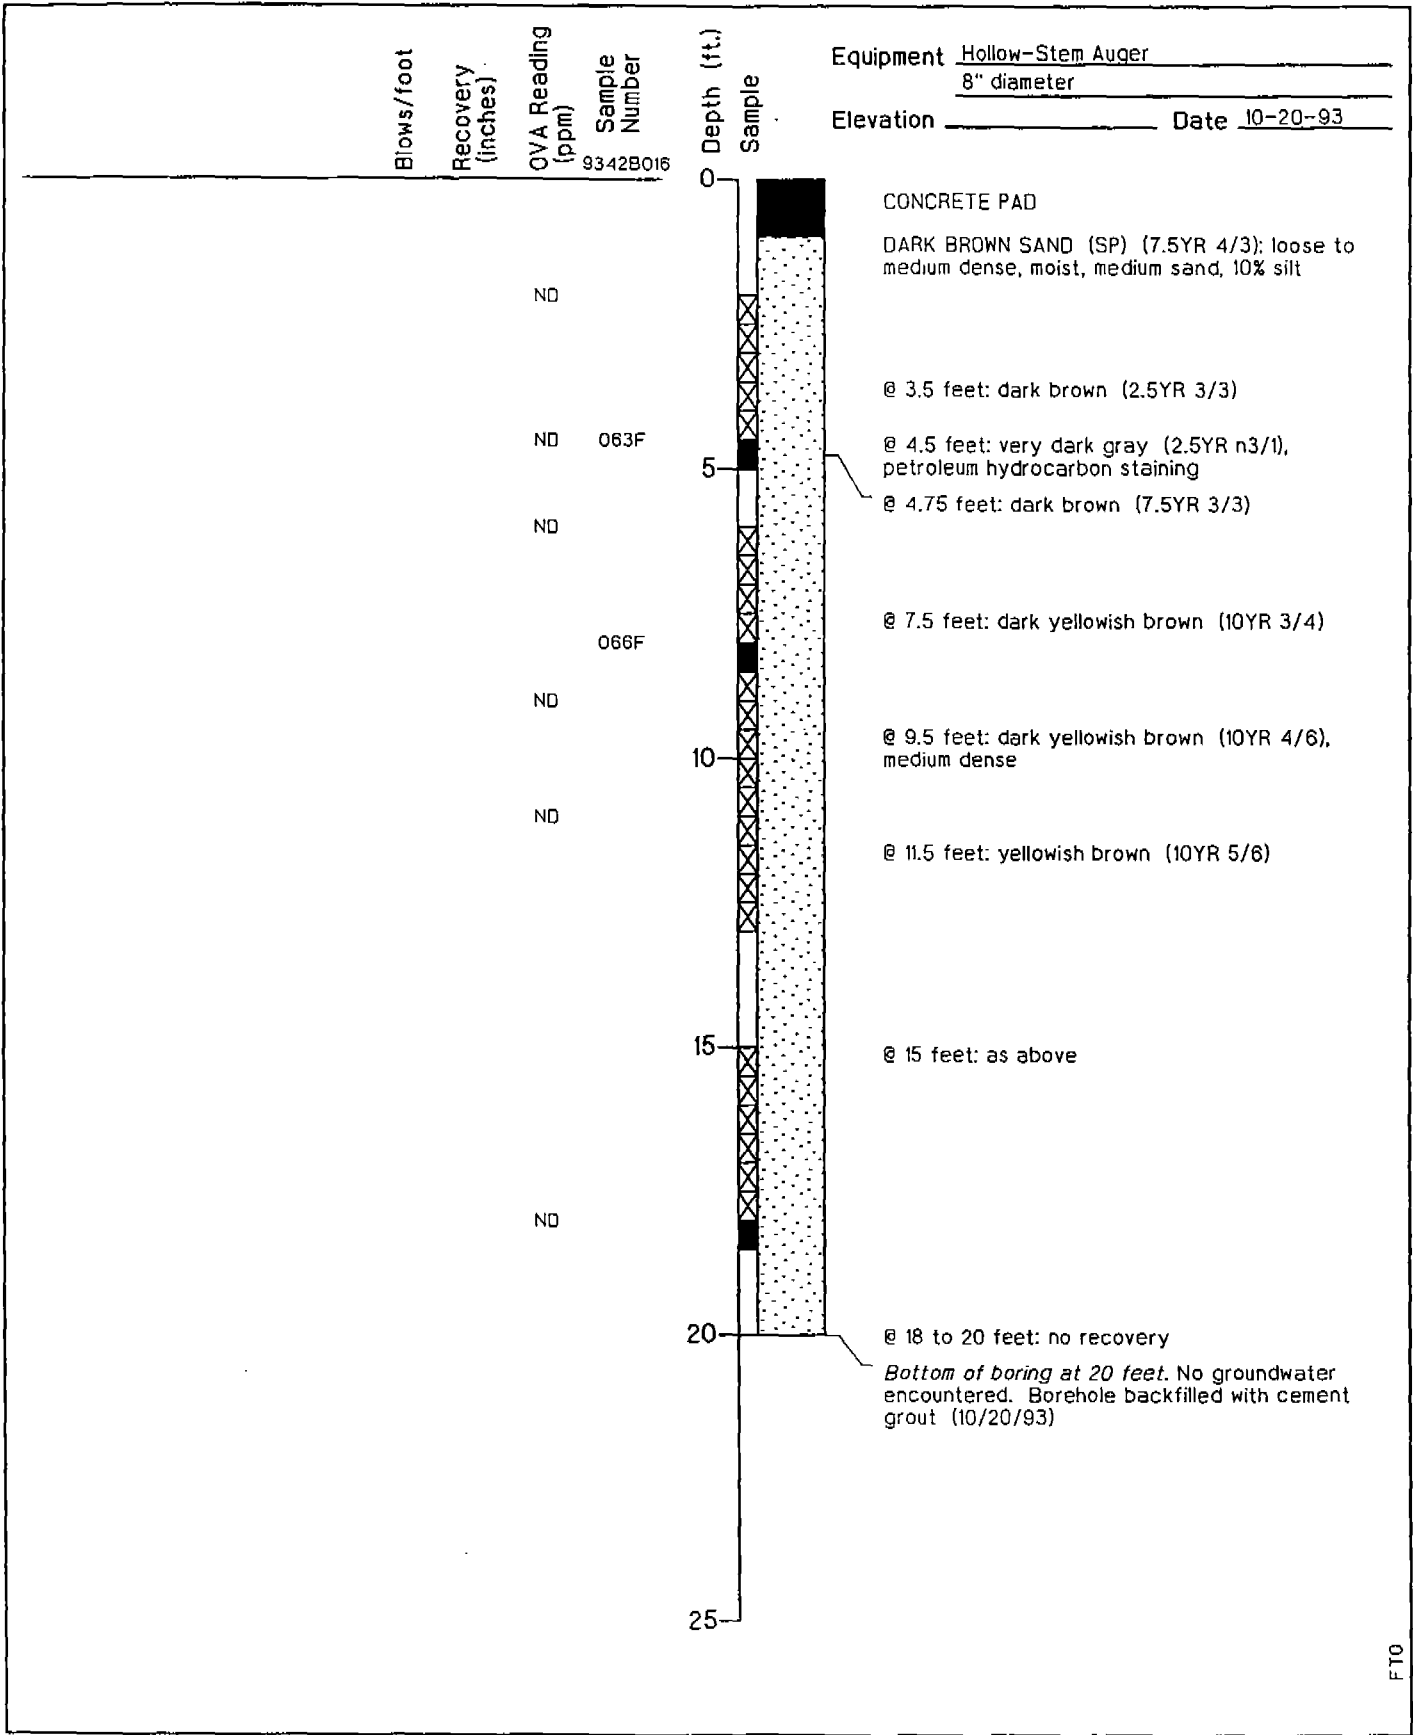 Blows/foot
Recovery
(inches)
OVA Reading
(ppm)
Sample
Number
9342B016
Depth (ft.)
Sample
Equipment Hollow-Stem Auger
8" diameter
Elevation Date 10-20-93
0
CONCRETE PAD
DARK BROWN SAND (SP) (7.5YR 4/3); loose to
medium dense, moist, medium sand, 10% silt
ND
@ 3.5 feet: dark brown (2.5YR 3/3)
ND 063F
@ 4.5 feet: very dark gray (2.5YR n3/1),
petroleum hydrocarbon staining
5
@ 4.75 feet: dark brown (7.5YR 3/3)
ND
@ 7.5 feet: dark yellowish brown (10YR 3/4)
066F
ND
@ 9.5 feet: dark yellowish brown (10YR 4/6),
medium dense
10
ND
@ 11.5 feet: yellowish brown (10YR 5/6)
15
@ 15 feet: as above
ND
20
@ 18 to 20 feet: no recovery
Bottom of boring at 20 feet. No groundwater
encountered. Borehole backfilled with cement
grout (10/20/93)
25
FTO